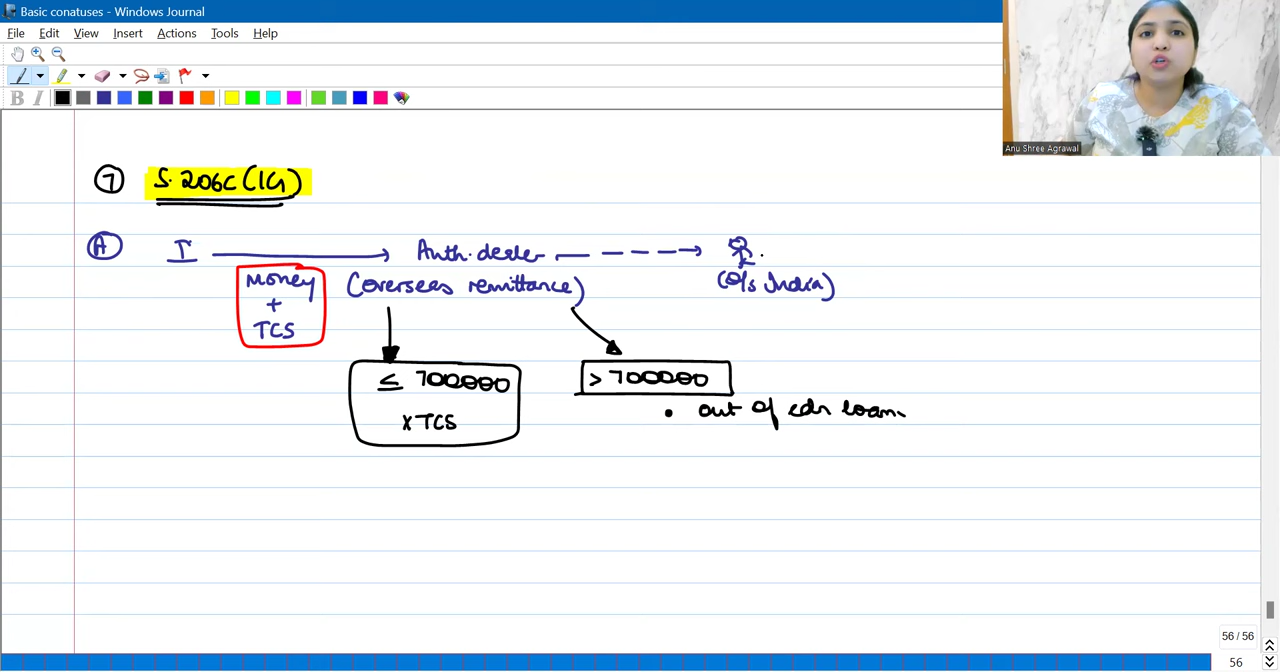 Basic conatuses - Windows Journal
File Edit View Insert Actions Tools Help
B I
Anu Shree Agrawal
7 S. 206C (1G)
A I Auth. dealer
Money + TCS
(overseas remittance)
(O/s India)
≤ 700000
x TCS
> 700000
• out of edn loan
56 / 56
56